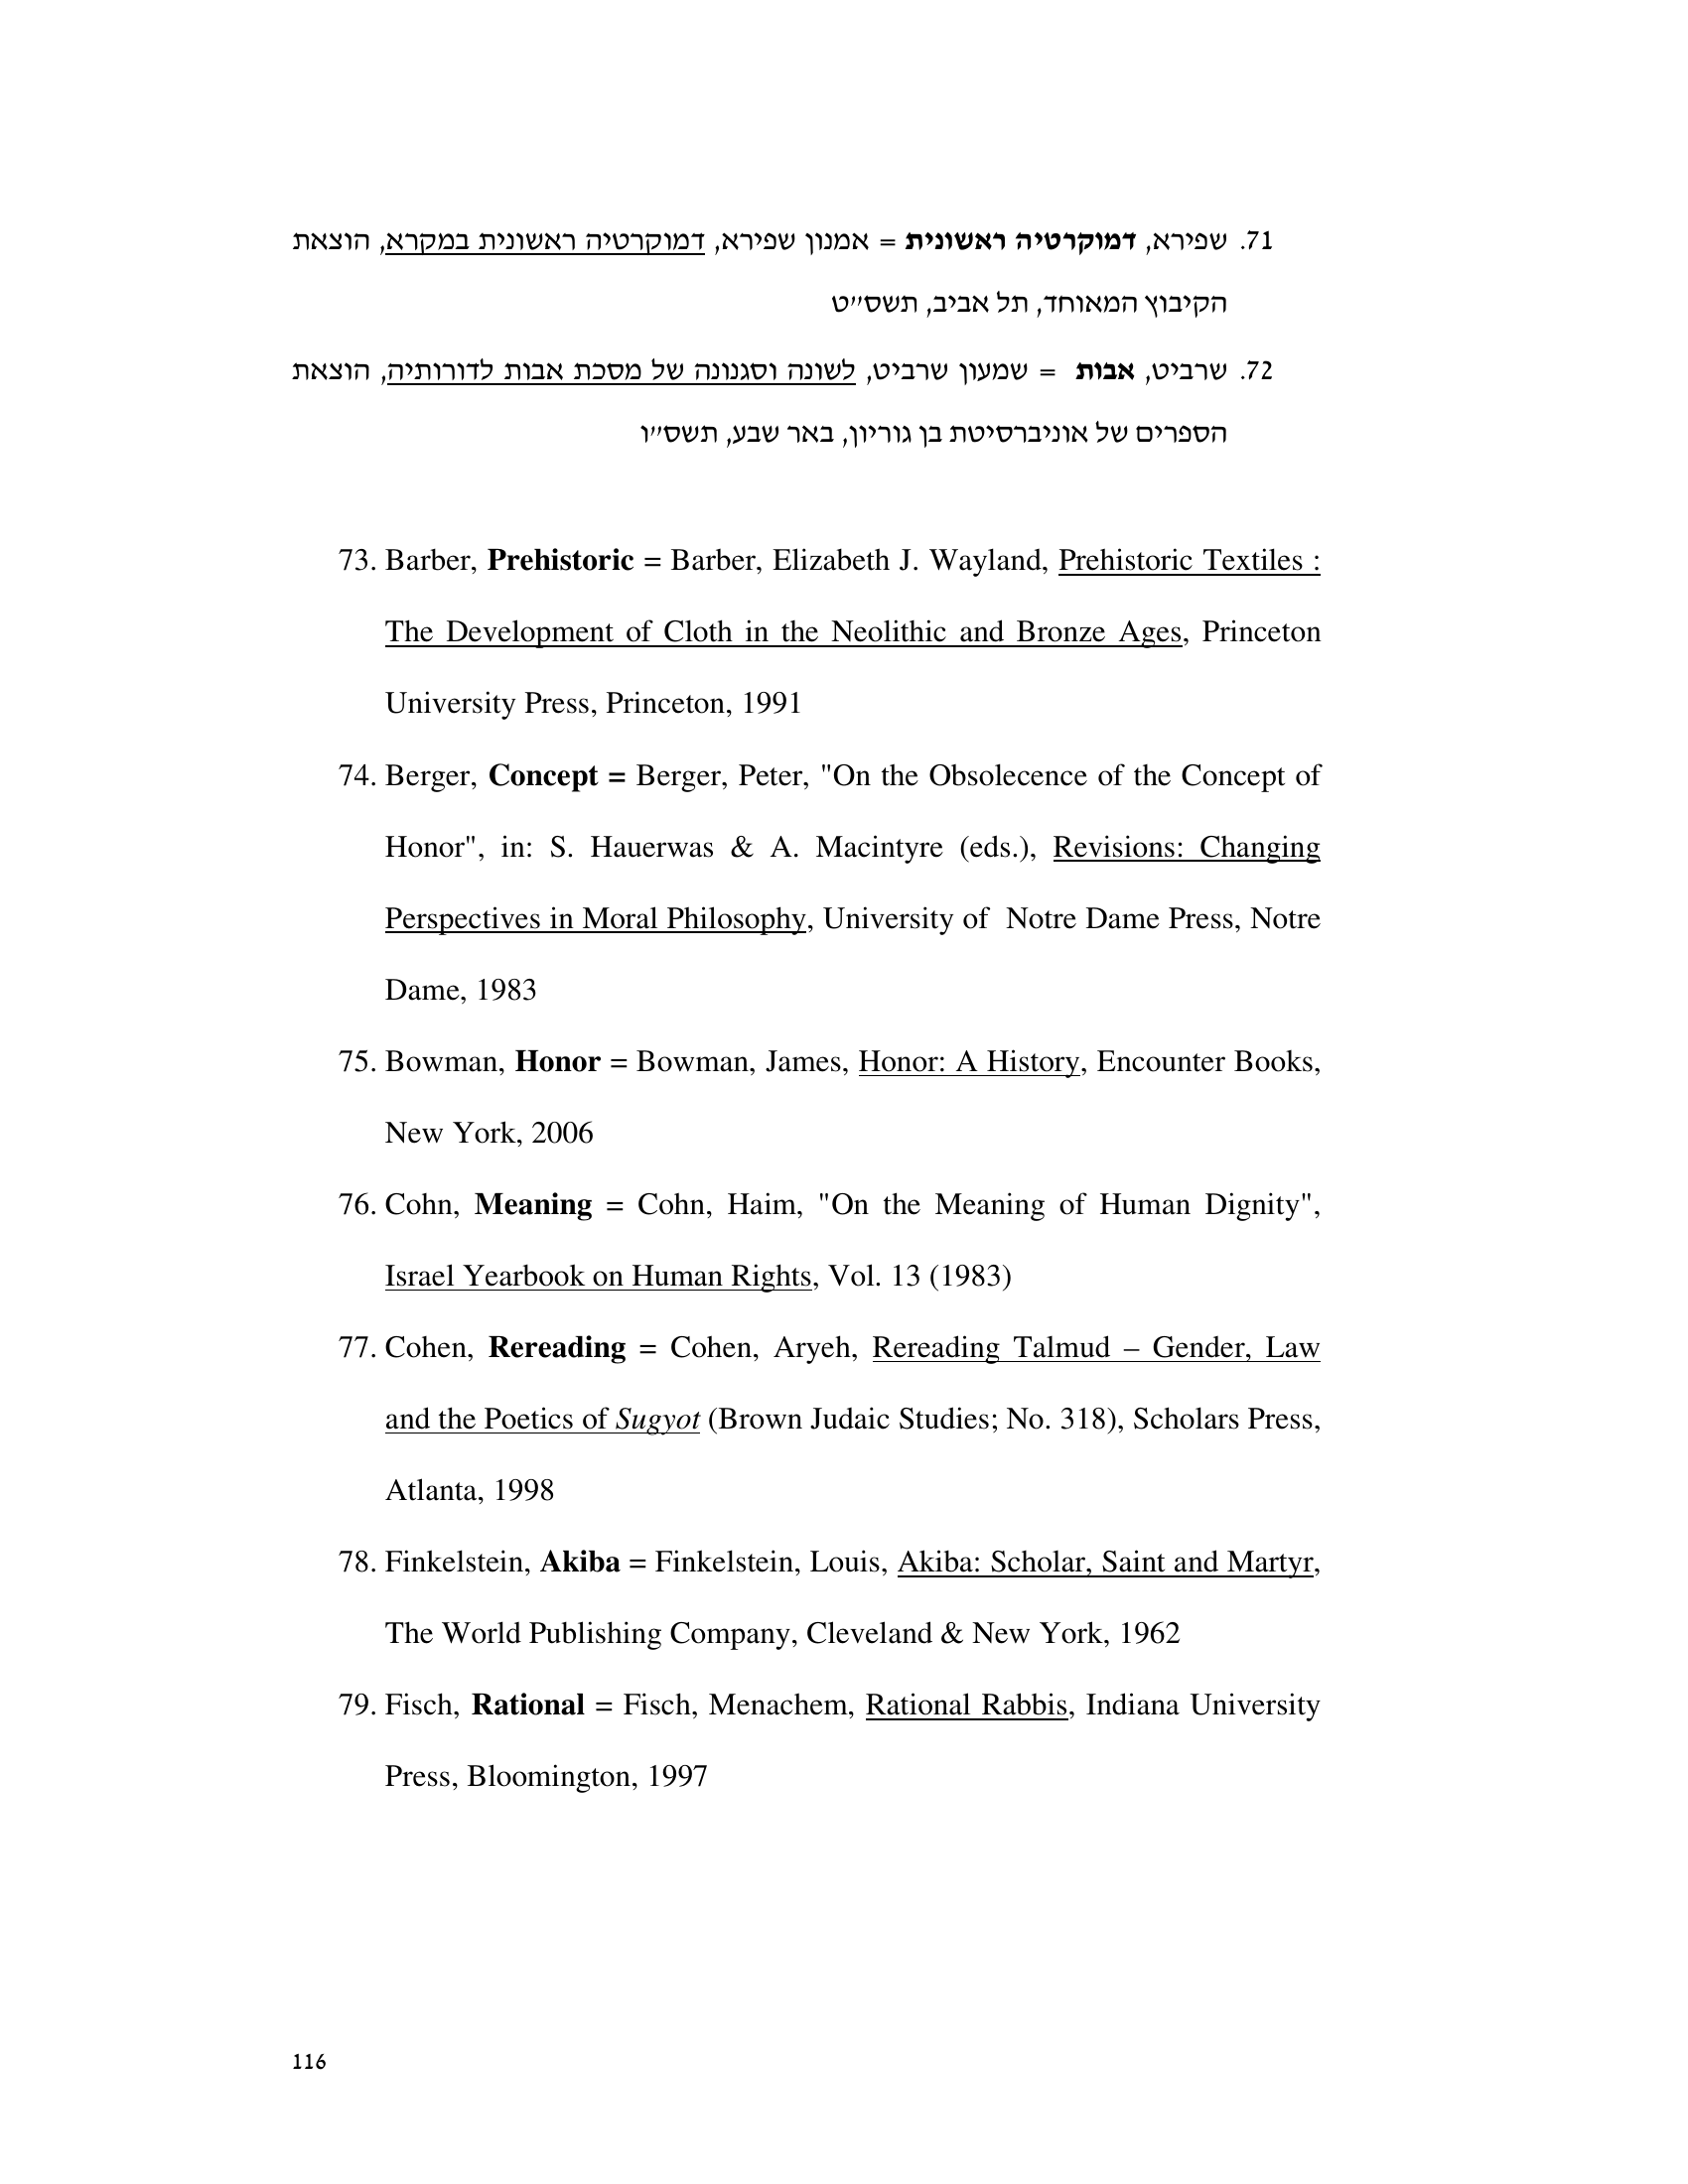 71. שפירא, דמוקרטיה ראשונית = אמנון שפירא, דמוקרטיה ראשונית במקרא, הוצאת
הקיבוץ המאוחד, תל אביב, תשס״ט
72. שרביט, אבות = שמעון שרביט, לשונה וסגנונה של מסכת אבות לדורותיה, הוצאת
הספרים של אוניברסיטת בן גוריון, באר שבע, תשס״ו
73. Barber, Prehistoric = Barber, Elizabeth J. Wayland, Prehistoric Textiles :
The Development of Cloth in the Neolithic and Bronze Ages, Princeton
University Press, Princeton, 1991
74. Berger, Concept = Berger, Peter, "On the Obsolecence of the Concept of
Honor", in: S. Hauerwas & A. Macintyre (eds.), Revisions: Changing
Perspectives in Moral Philosophy, University of Notre Dame Press, Notre
Dame, 1983
75. Bowman, Honor = Bowman, James, Honor: A History, Encounter Books,
New York, 2006
76. Cohn, Meaning = Cohn, Haim, "On the Meaning of Human Dignity",
Israel Yearbook on Human Rights, Vol. 13 (1983)
77. Cohen, Rereading = Cohen, Aryeh, Rereading Talmud – Gender, Law
and the Poetics of Sugyot (Brown Judaic Studies; No. 318), Scholars Press,
Atlanta, 1998
78. Finkelstein, Akiba = Finkelstein, Louis, Akiba: Scholar, Saint and Martyr,
The World Publishing Company, Cleveland & New York, 1962
79. Fisch, Rational = Fisch, Menachem, Rational Rabbis, Indiana University
Press, Bloomington, 1997
116